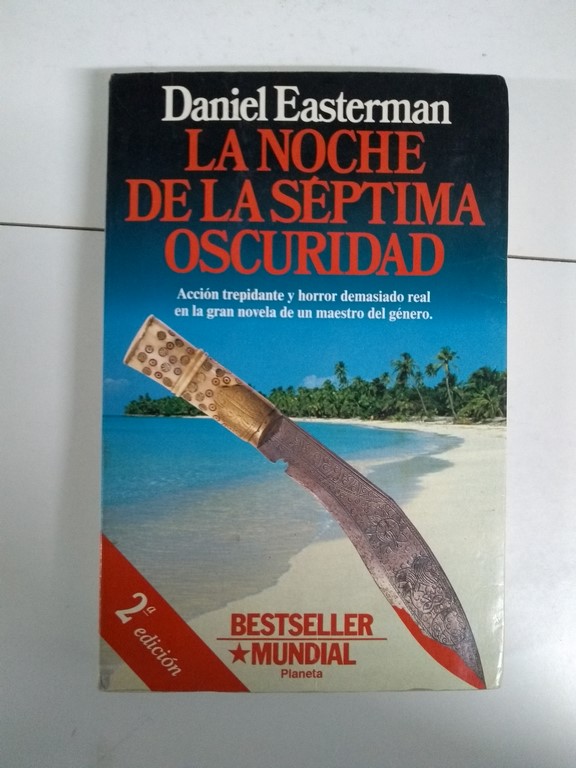 Daniel Easterman
LA NOCHE
DE LA SÉPTIMA
OSCURIDAD
Acción trepidante y horror demasiado real
en la gran novela de un maestro del género.
2ª edición
BESTSELLER
★MUNDIAL
Planeta